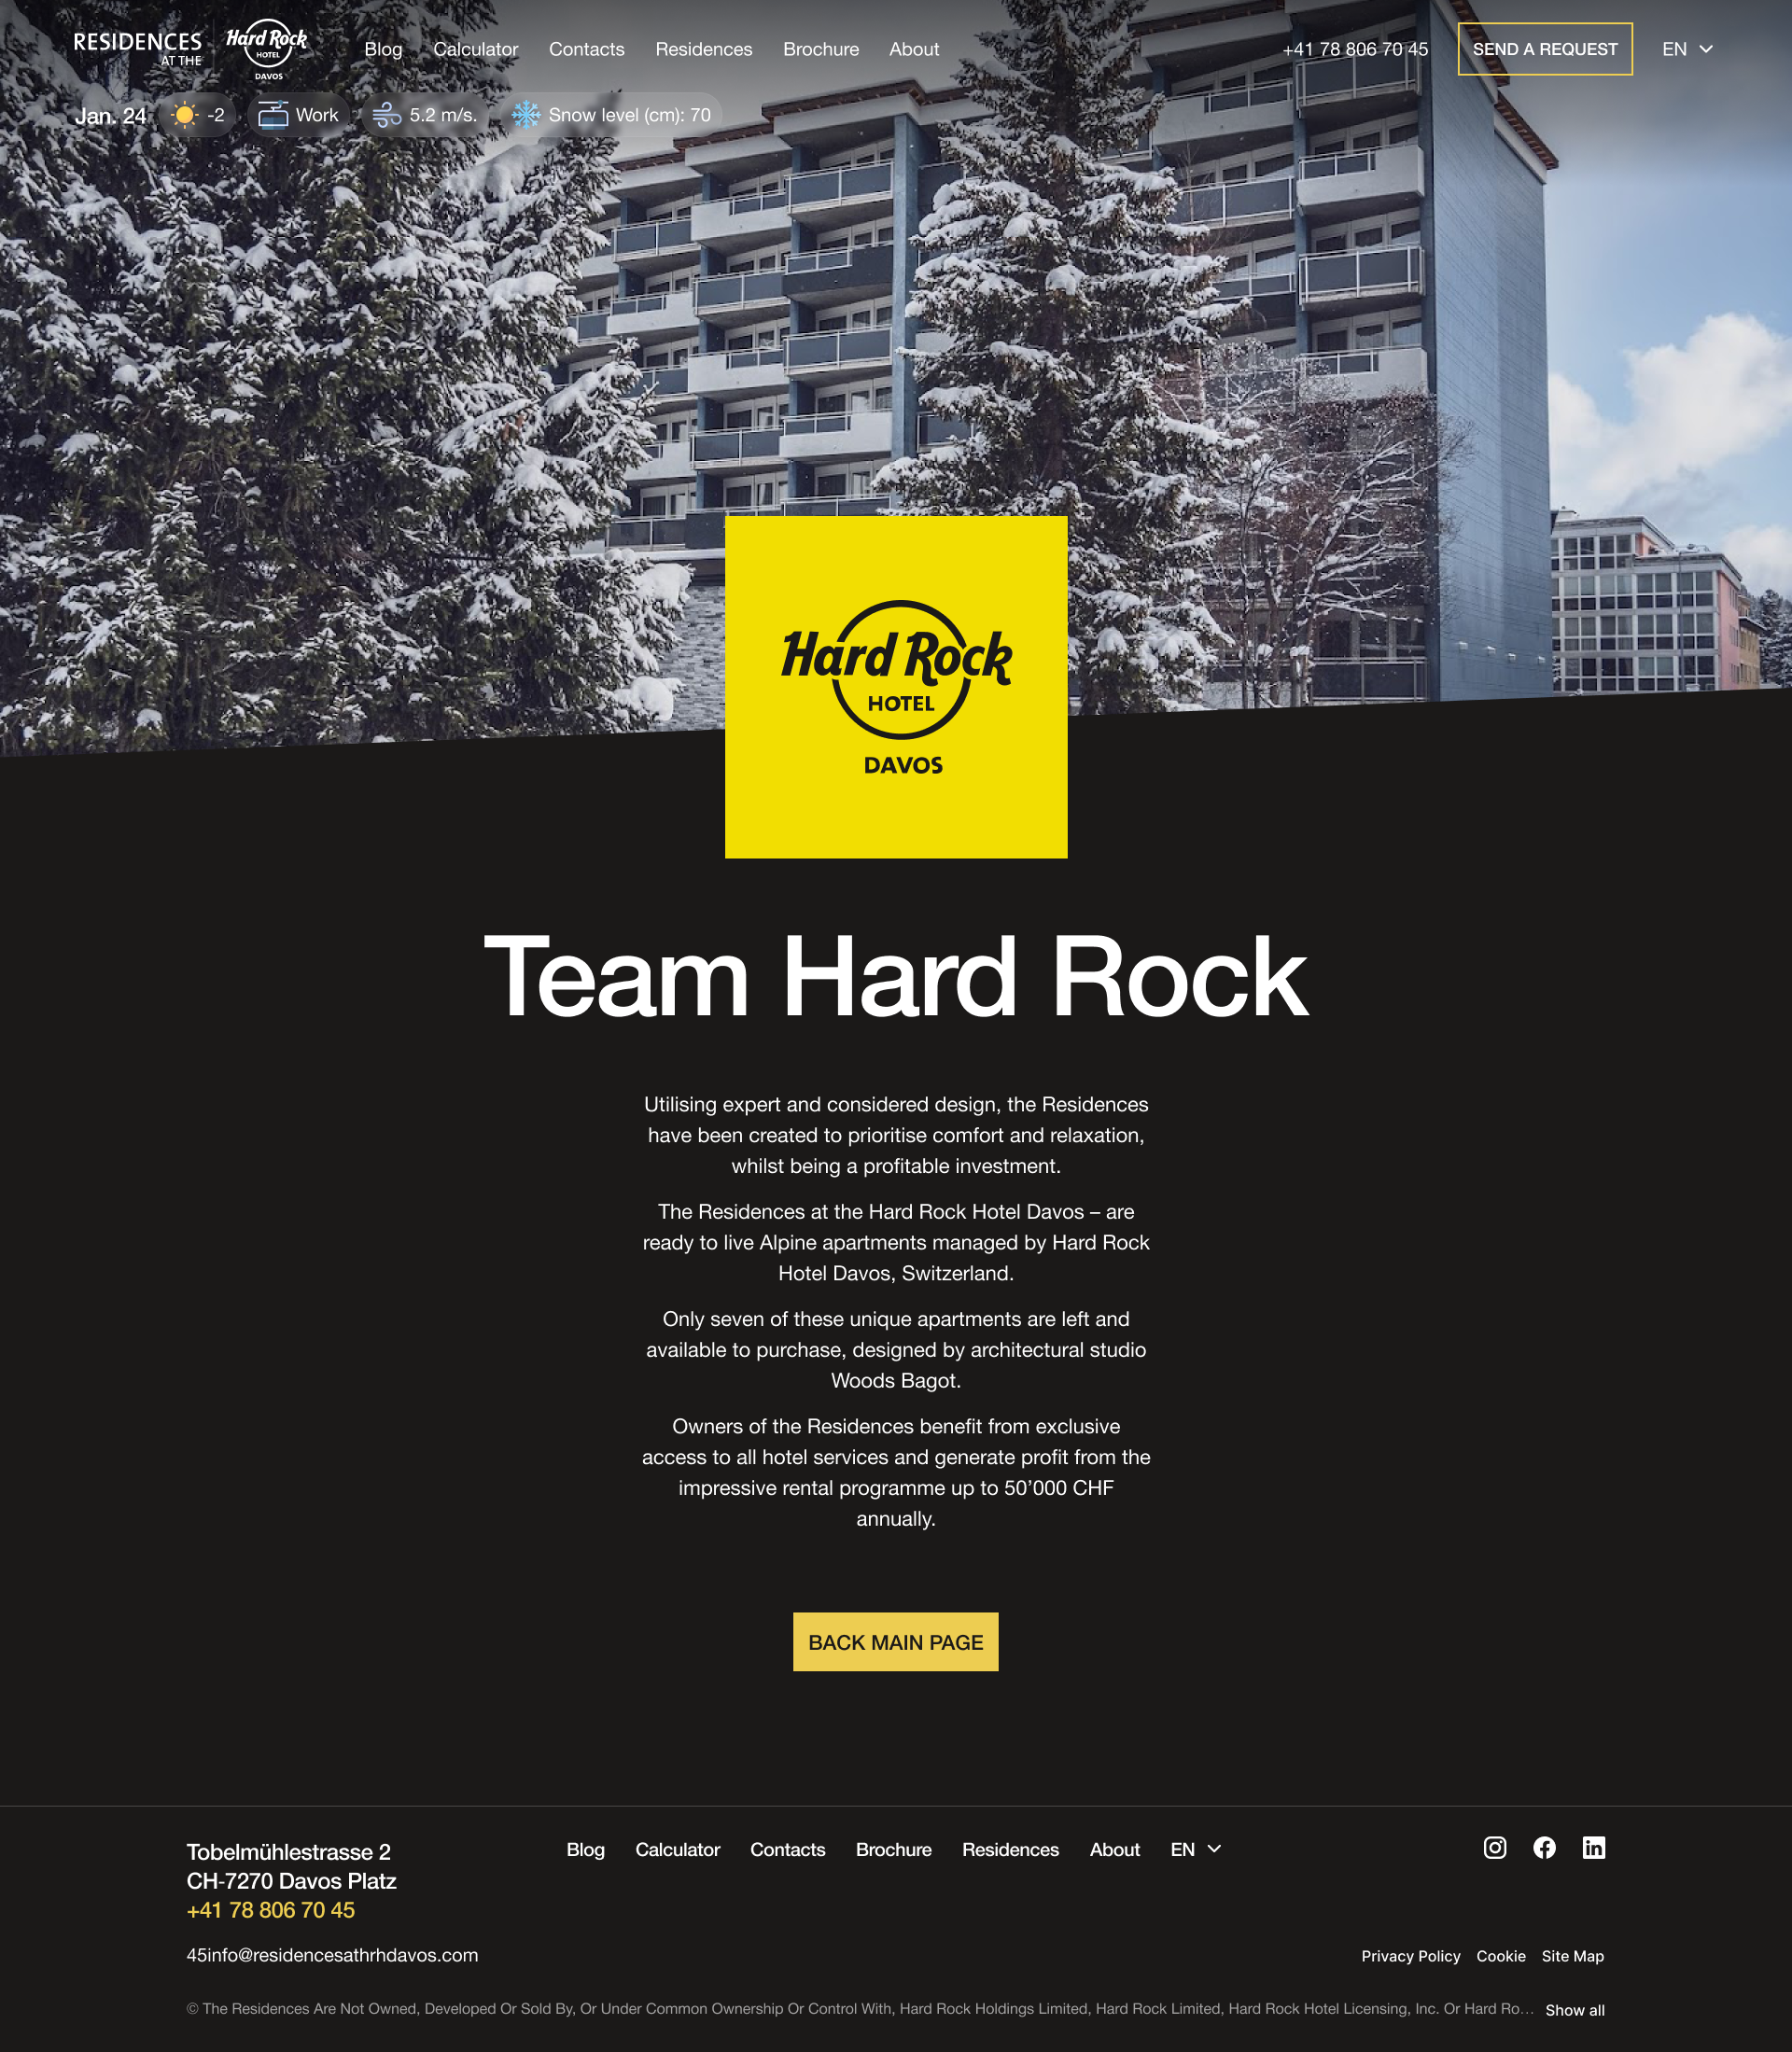 RESIDENCES
AT THE
Hard Rock
HOTEL
DAVOS
Blog Calculator Contacts Residences Brochure About
+41 78 806 70 45
SEND A REQUEST
EN
Jan. 24 -2 Work 5.2 m/s. Snow level (cm): 70
Hard Rock
HOTEL
DAVOS
Team Hard Rock
Utilising expert and considered design, the Residences
have been created to prioritise comfort and relaxation,
whilst being a profitable investment.
The Residences at the Hard Rock Hotel Davos – are
ready to live Alpine apartments managed by Hard Rock
Hotel Davos, Switzerland.
Only seven of these unique apartments are left and
available to purchase, designed by architectural studio
Woods Bagot.
Owners of the Residences benefit from exclusive
access to all hotel services and generate profit from the
impressive rental programme up to 50’000 CHF
annually.
BACK MAIN PAGE
Tobelmühlestrasse 2
CH-7270 Davos Platz
+41 78 806 70 45
45info@residencesathrhdavos.com
Blog Calculator Contacts Brochure Residences About EN
Privacy Policy Cookie Site Map
© The Residences Are Not Owned, Developed Or Sold By, Or Under Common Ownership Or Control With, Hard Rock Holdings Limited, Hard Rock Limited, Hard Rock Hotel Licensing, Inc. Or Hard Ro... Show all